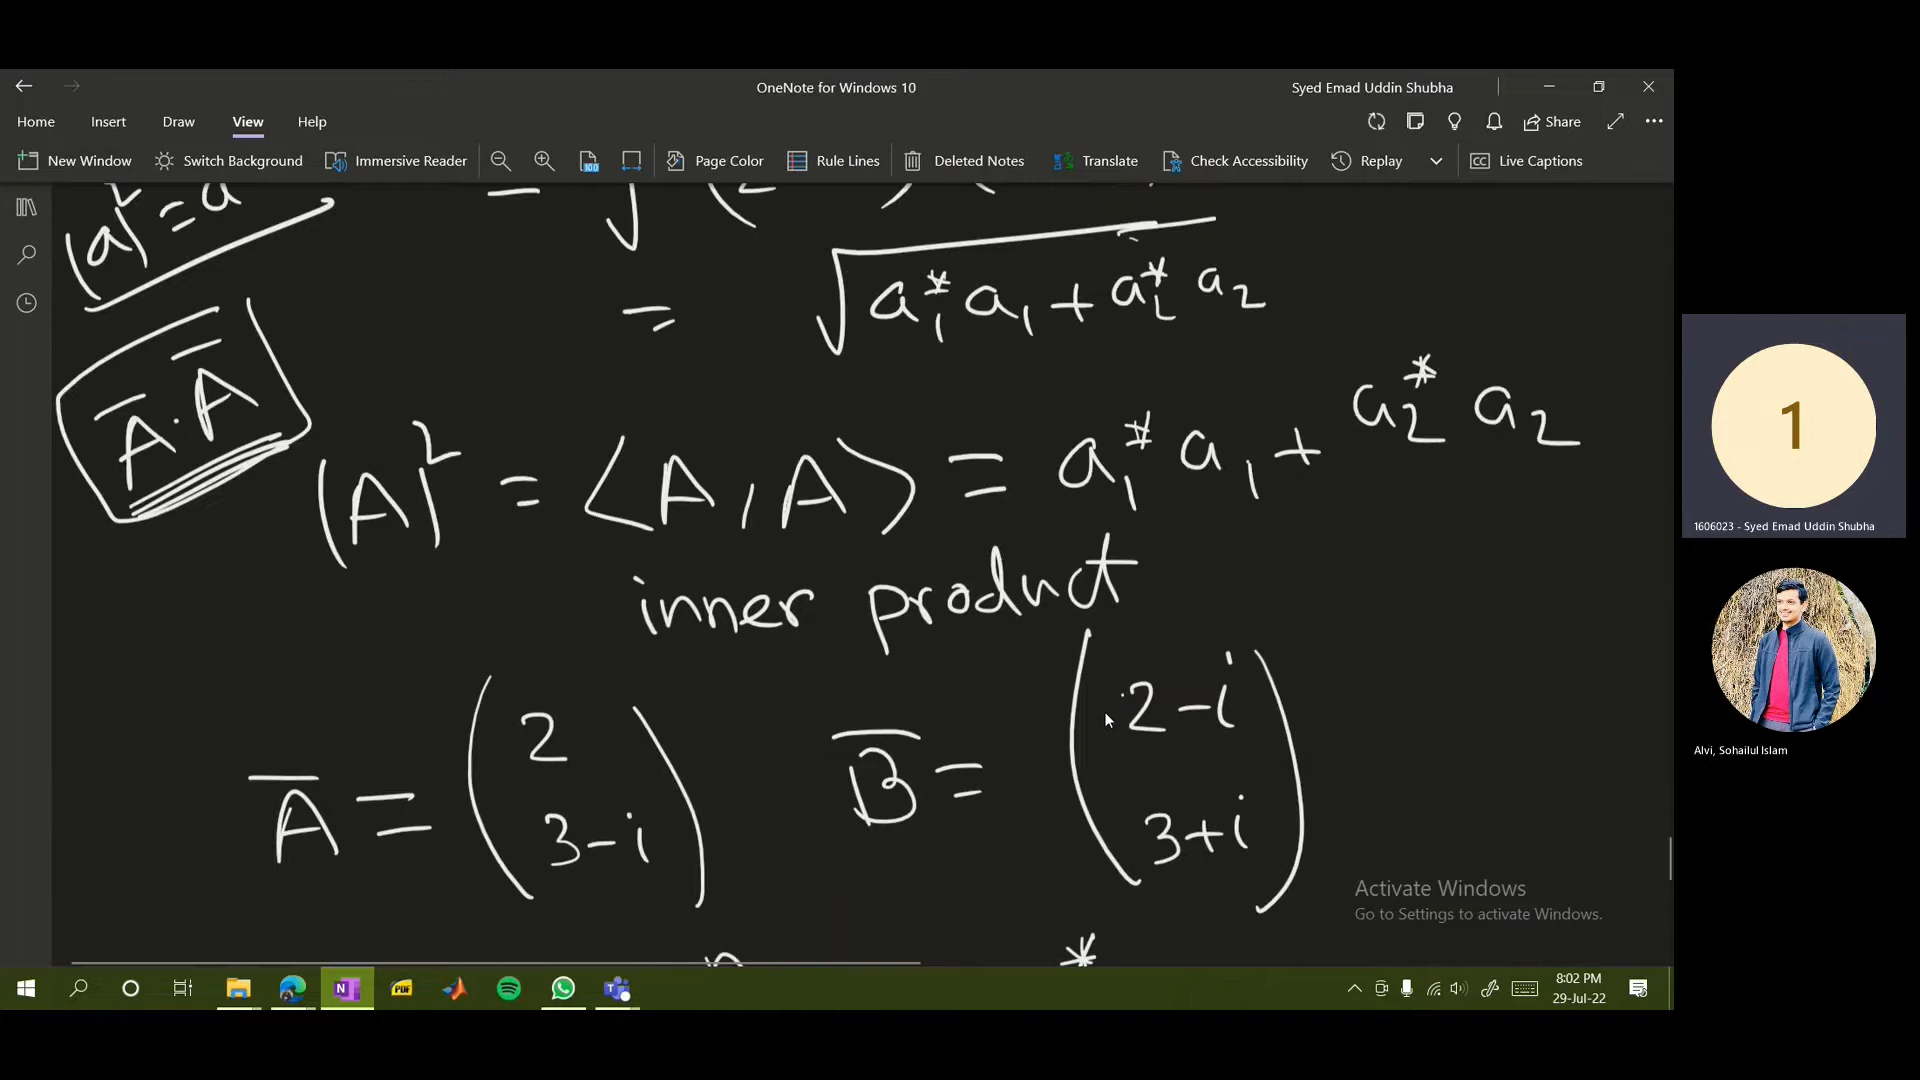 OneNote for Windows 10
Syed Emad Uddin Shubha
Home Insert Draw View Help
Share
New Window Switch Background Immersive Reader Page Color Rule Lines Deleted Notes Translate Check Accessibility Replay Live Captions
|a|² = a
= √
= √a₁* a₁ + a₂* a₂
A̅ · A̅
|A|² = ⟨A, A⟩ = a₁* a₁ + a₂* a₂
inner product
A̅ = (2
3-i)
B̅ = (2-i
3+i)
*
Activate Windows
Go to Settings to activate Windows.
8:02 PM
29-Jul-22
1
1606023 - Syed Emad Uddin Shubha
Alvi, Sohailul Islam